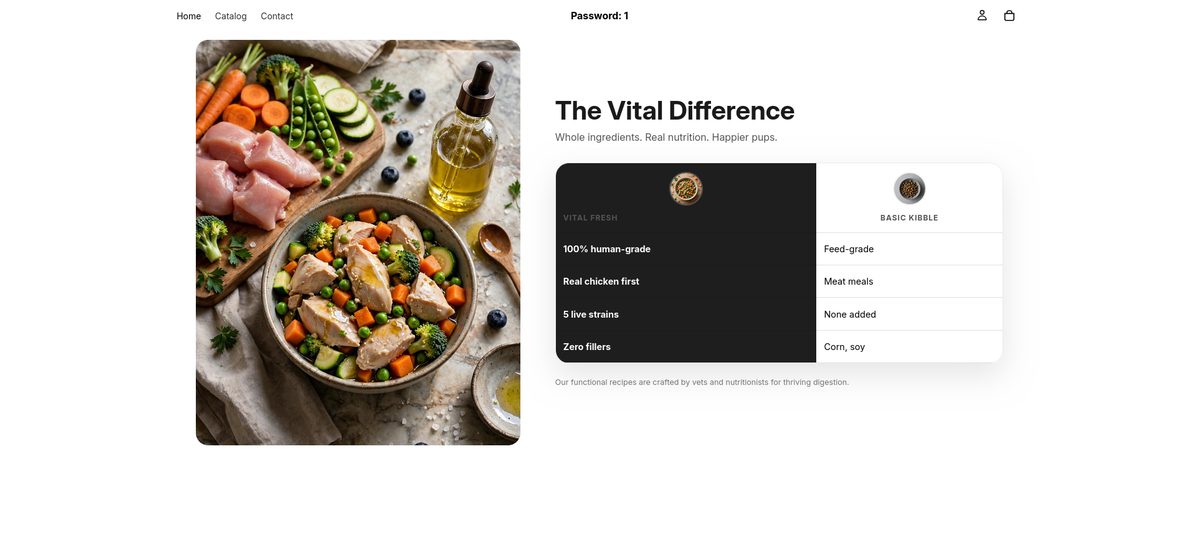 Home Catalog Contact
Password: 1
The Vital Difference
Whole ingredients. Real nutrition. Happier pups.
VITAL FRESH BASIC KIBBLE
100% human-grade Feed-grade
Real chicken first Meat meals
5 live strains None added
Zero fillers Corn, soy
Our functional recipes are crafted by vets and nutritionists for thriving digestion.